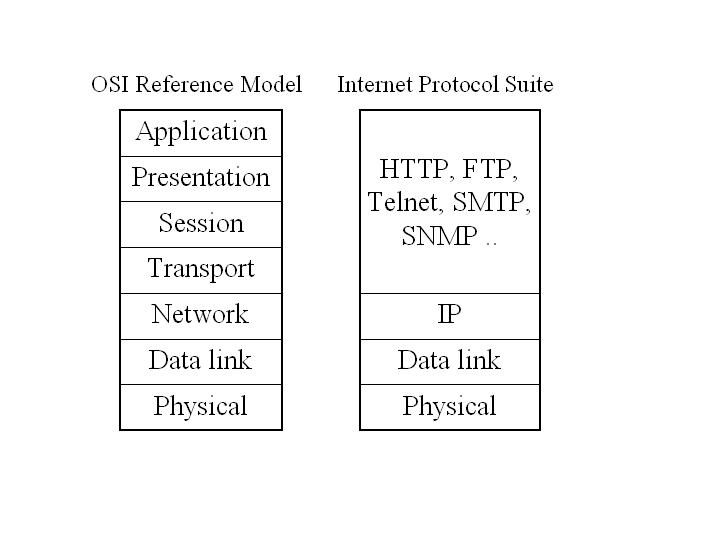 OSI Reference Model
Application
Presentation
Session
Transport
Network
Data link
Physical
Internet Protocol Suite
HTTP, FTP,
Telnet, SMTP,
SNMP ..
IP
Data link
Physical